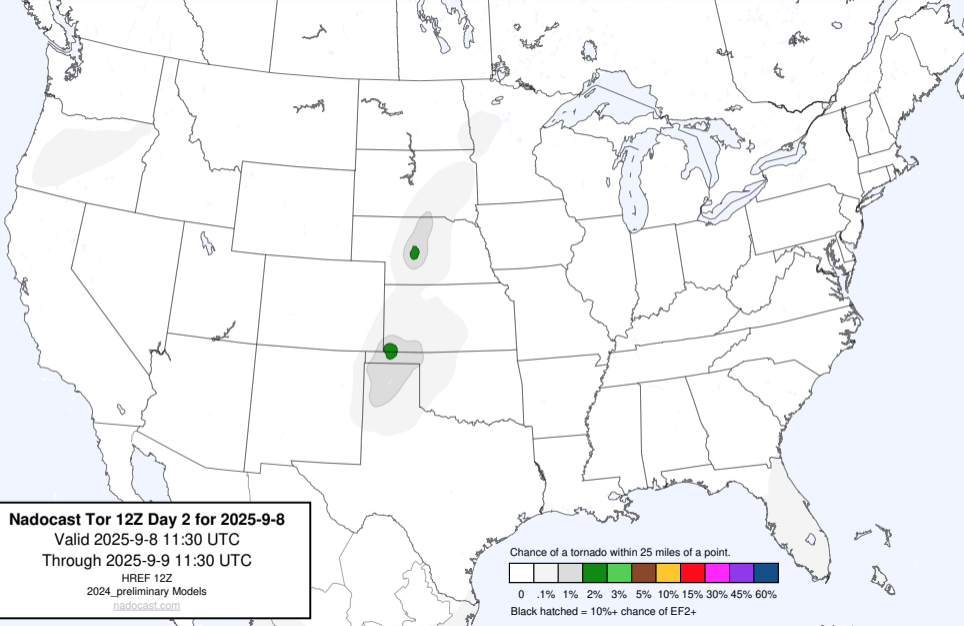 Nadocast Tor 12Z Day 2 for 2025-9-8
Valid 2025-9-8 11:30 UTC
Through 2025-9-9 11:30 UTC
HREF 12Z
2024_preliminary Models
nadocast.com
Chance of a tornado within 25 miles of a point.
0 .1% 1% 2% 3% 5% 10% 15% 30% 45% 60%
Black hatched = 10%+ chance of EF2+